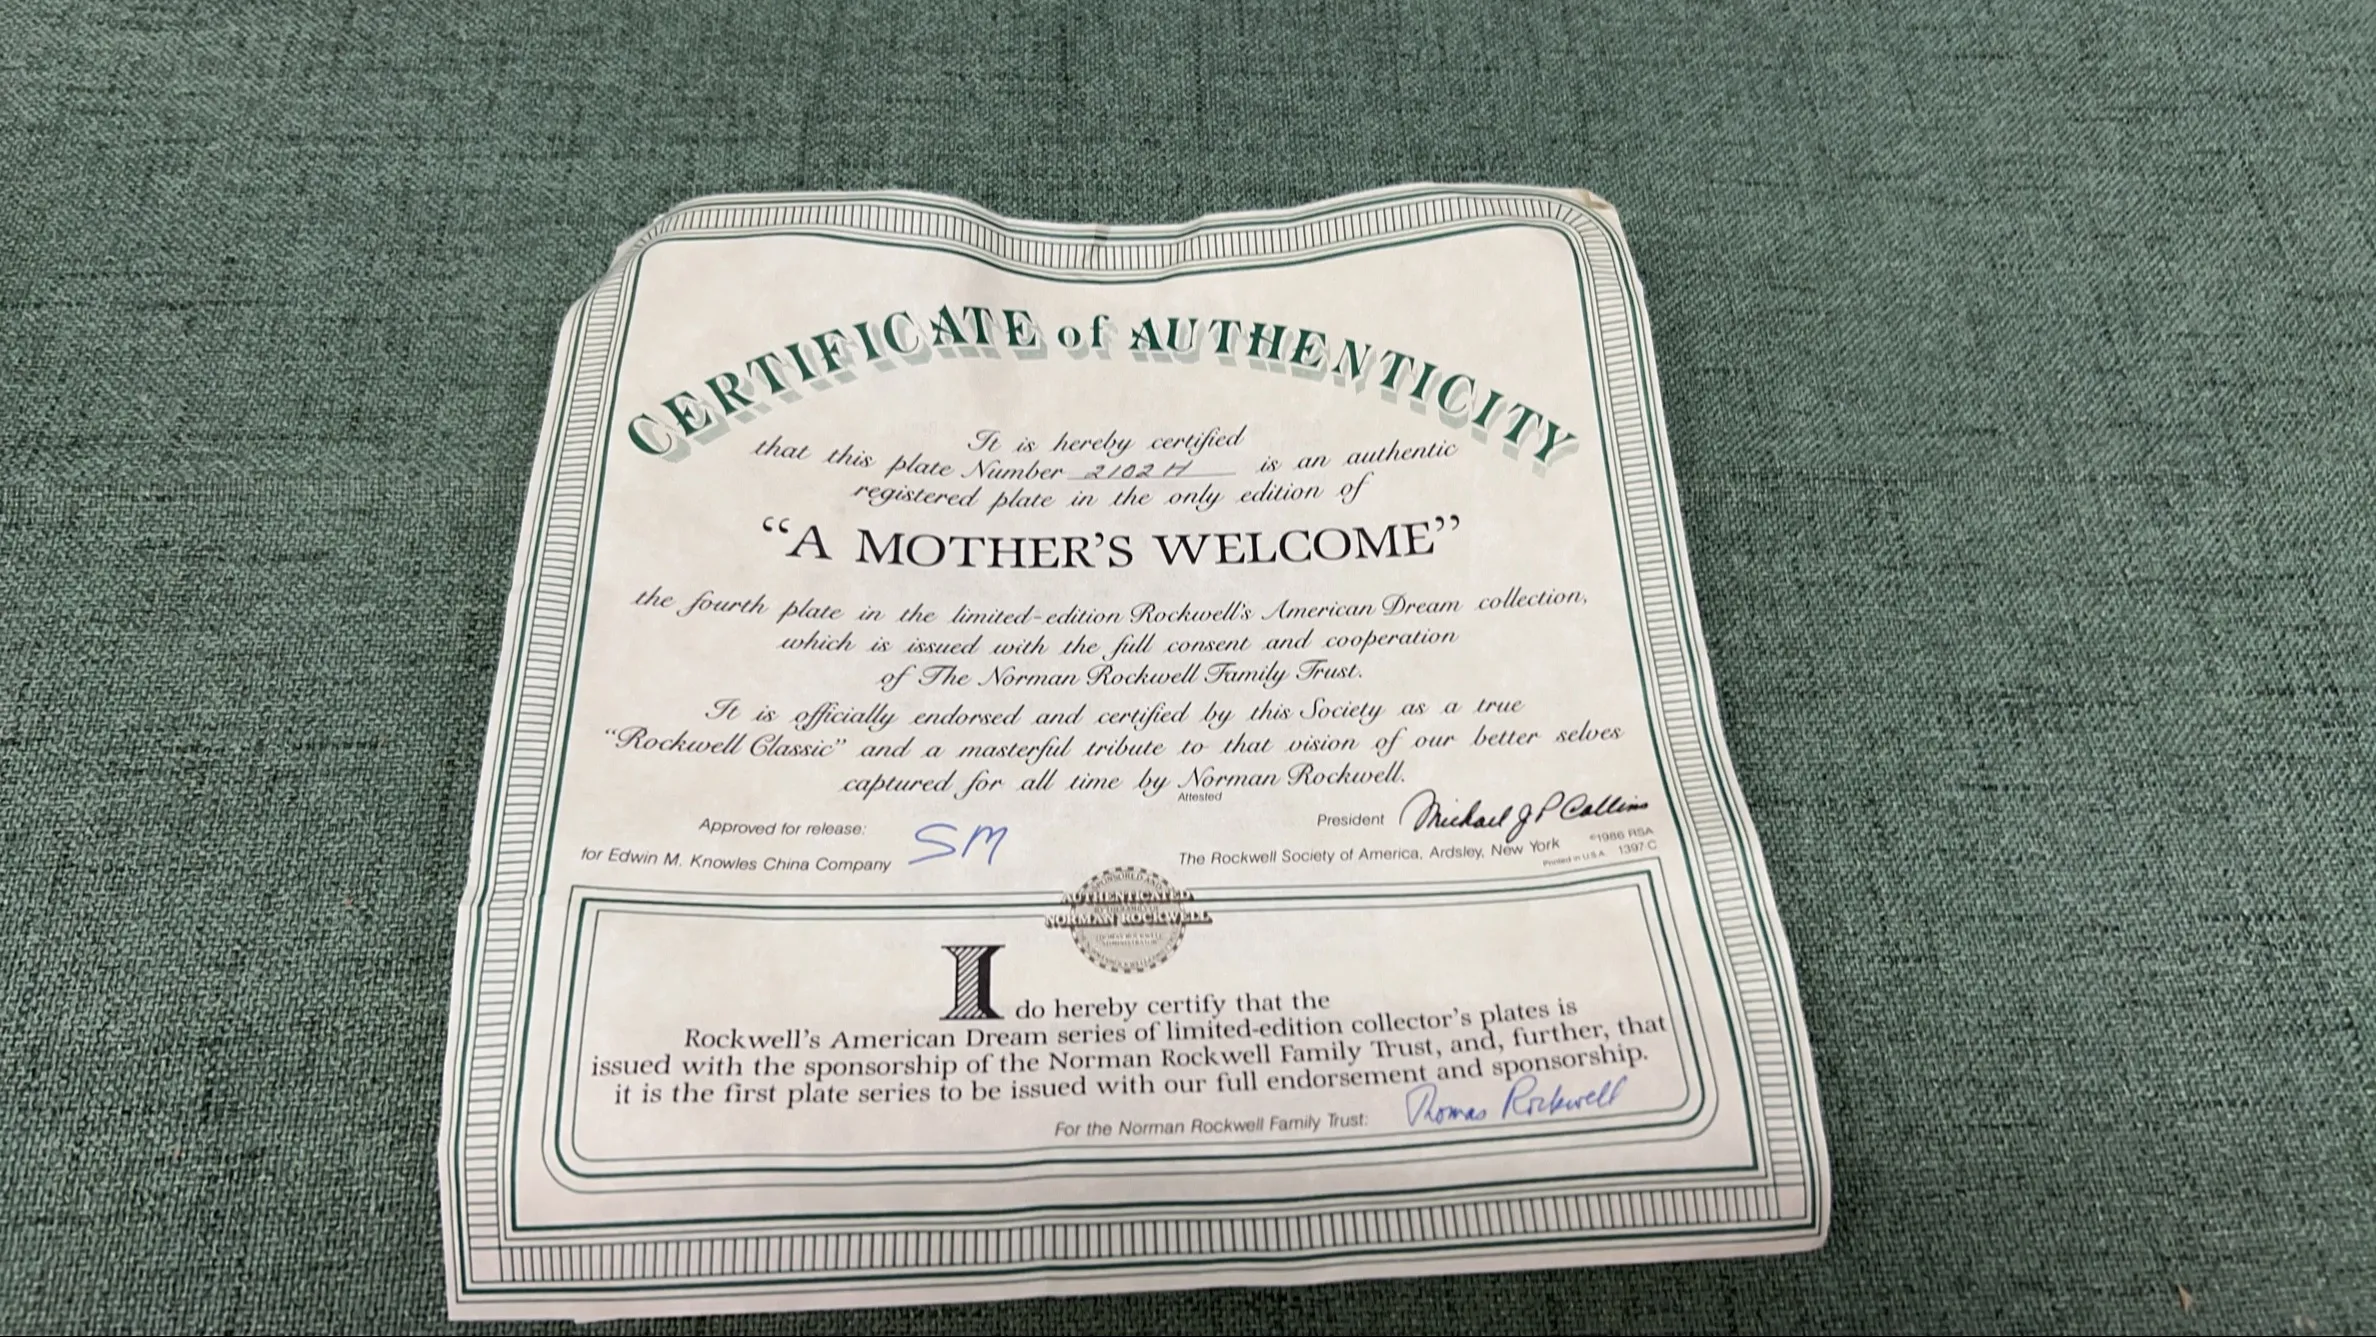 CERTIFICATE of AUTHENTICITY
It is hereby certified
that this plate Number 2102 H is an authentic
registered plate in the only edition of
“A MOTHER’S WELCOME”
the fourth plate in the limited-edition Rockwell’s American Dream collection,
which is issued with the full consent and cooperation
of The Norman Rockwell Family Trust.
It is officially endorsed and certified by this Society as a true
“Rockwell Classic” and a masterful tribute to that vision of our better selves
captured for all time by Norman Rockwell.
Attested
Approved for release:
for Edwin M. Knowles China Company
SM
President Michael J P Collins
The Rockwell Society of America, Ardsley, New York
©1986 RSA
Printed in U.S.A. 1397 C
AUTHENTICATED
NORMAN ROCKWELL
I do hereby certify that the
Rockwell’s American Dream series of limited-edition collector’s plates is
issued with the sponsorship of the Norman Rockwell Family Trust, and, further, that
it is the first plate series to be issued with our full endorsement and sponsorship.
For the Norman Rockwell Family Trust: Thomas Rockwell